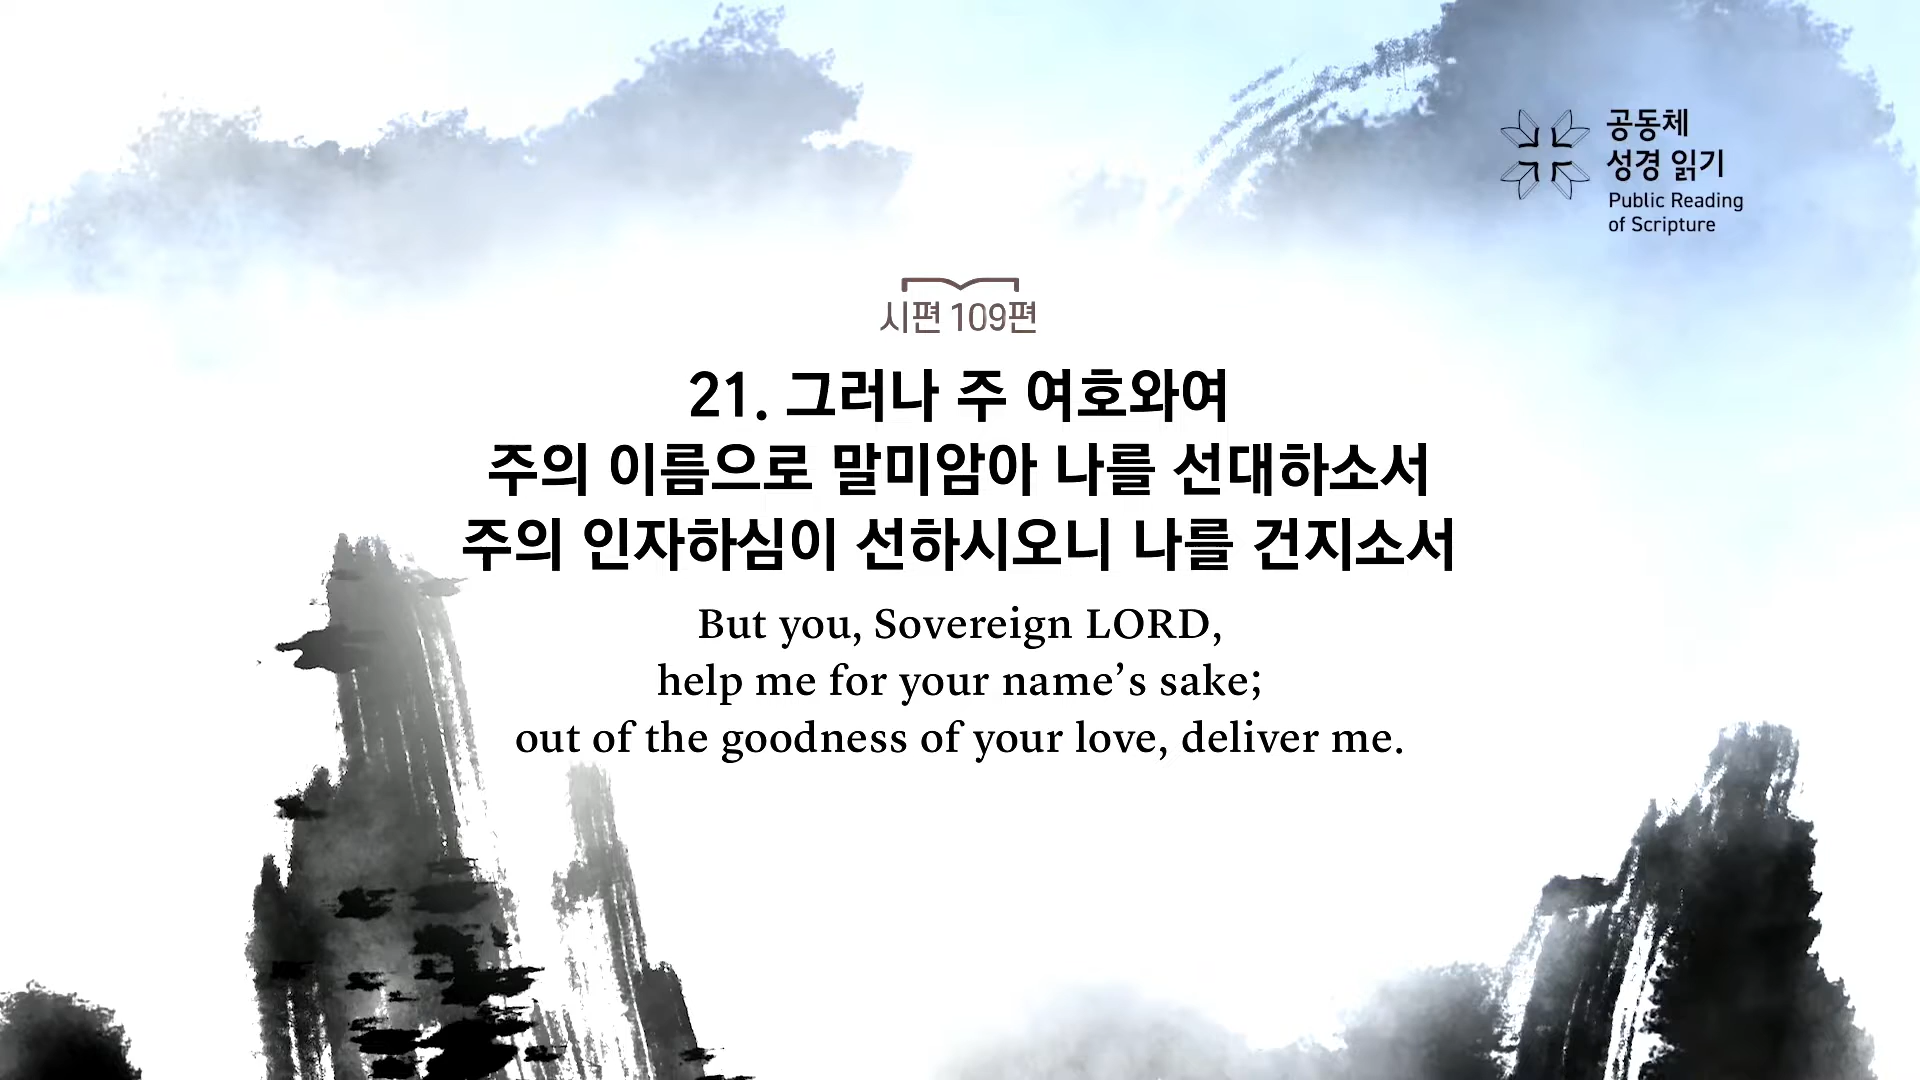 공동체
성경 읽기
Public Reading
of Scripture
시편 109편
21. 그러나 주 여호와여
주의 이름으로 말미암아 나를 선대하소서
주의 인자하심이 선하시오니 나를 건지소서
But you, Sovereign LORD,
help me for your name’s sake;
out of the goodness of your love, deliver me.